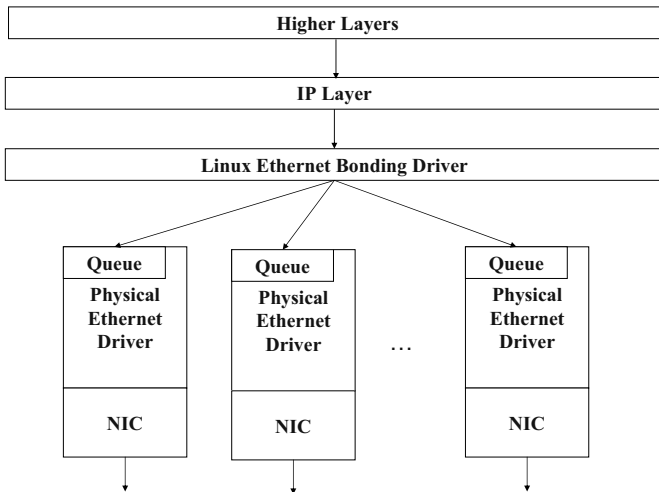 Higher Layers
IP Layer
Linux Ethernet Bonding Driver
Queue
Physical
Ethernet
Driver
NIC
Queue
Physical
Ethernet
Driver
NIC
...
Queue
Physical
Ethernet
Driver
NIC